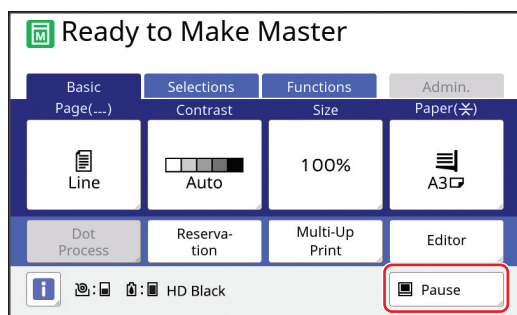 Ready to Make Master
Basic Selections Functions Admin.
Page(---) Contrast Size Paper(⚹)
Line Auto 100% A3
Dot Process
Reserva-
tion
Multi-Up
Print
Editor
i : : HD Black Pause